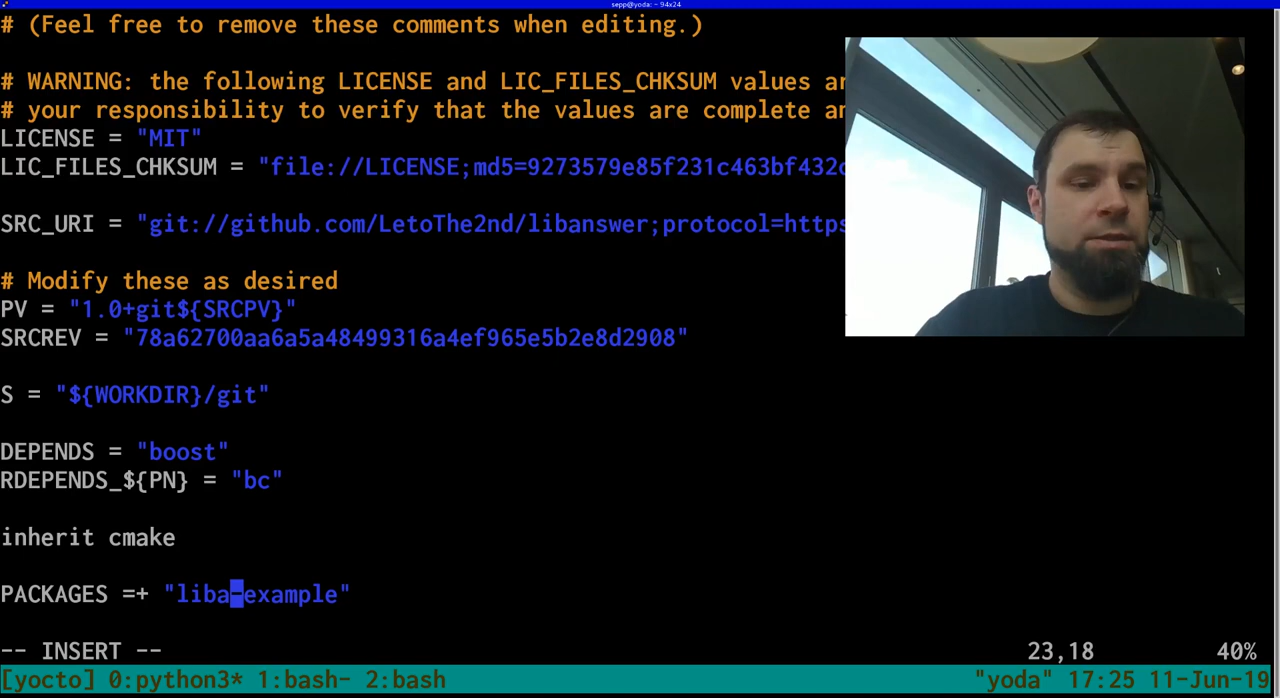 sepp@yoda: ~ 94x24
# (Feel free to remove these comments when editing.)
# WARNING: the following LICENSE and LIC_FILES_CHKSUM values ar
# your responsibility to verify that the values are complete an
LICENSE = "MIT"
LIC_FILES_CHKSUM = "file://LICENSE;md5=9273579e85f231c463bf432
SRC_URI = "git://github.com/LetoThe2nd/libanswer;protocol=https
# Modify these as desired
PV = "1.0+git${SRCPV}"
SRCREV = "78a62700aa6a5a48499316a4ef965e5b2e8d2908"
S = "${WORKDIR}/git"
DEPENDS = "boost"
RDEPENDS_${PN} = "bc"
inherit cmake
PACKAGES =+ "liba-example"
-- INSERT -- 23,18 40%
[yocto] 0:python3* 1:bash- 2:bash "yoda" 17:25 11-Jun-19